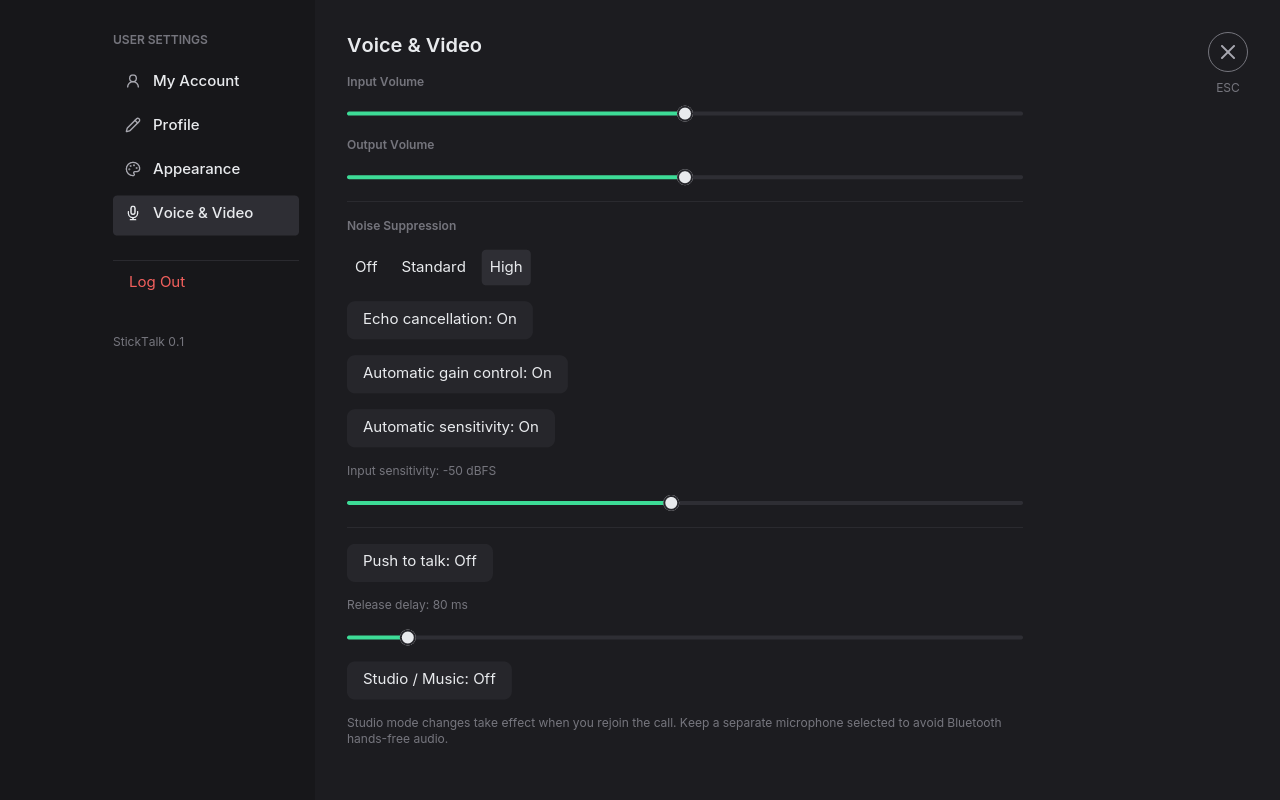 USER SETTINGS
My Account
Profile
Appearance
Voice & Video
Log Out
StickTalk 0.1
Voice & Video
Input Volume
Output Volume
Noise Suppression
Off Standard High
Echo cancellation: On
Automatic gain control: On
Automatic sensitivity: On
Input sensitivity: -50 dBFS
Push to talk: Off
Release delay: 80 ms
Studio / Music: Off
Studio mode changes take effect when you rejoin the call. Keep a separate microphone selected to avoid Bluetooth
hands-free audio.
ESC